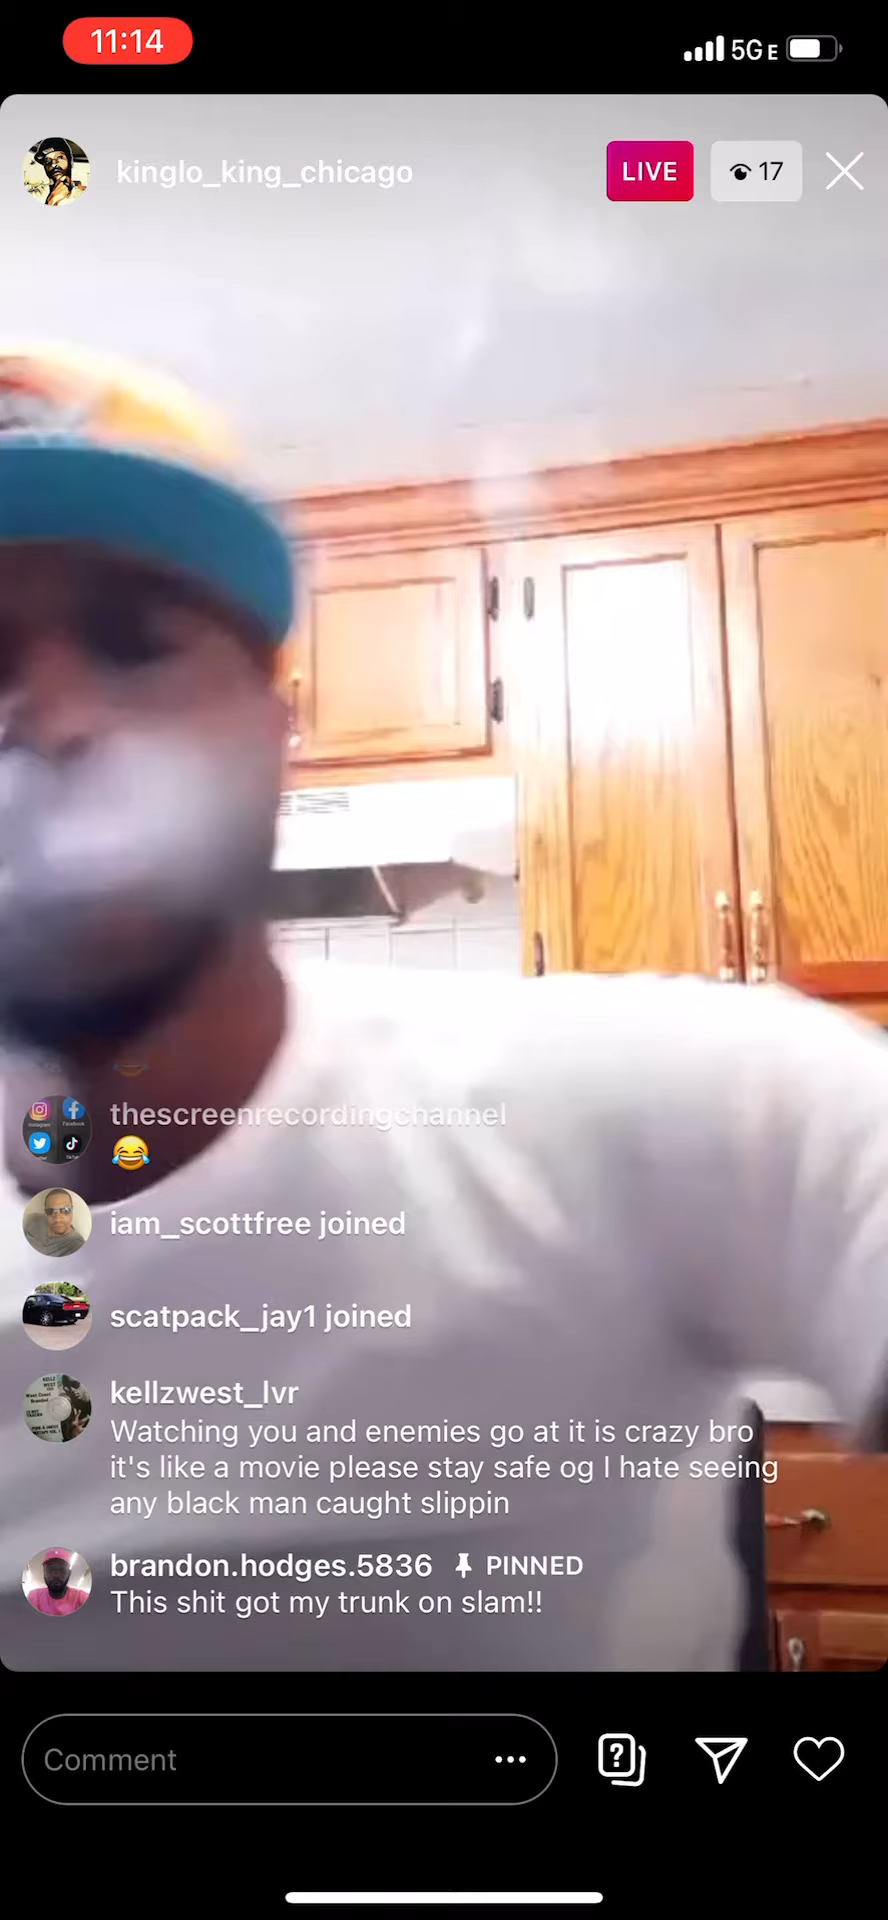 11:14
5GE
kinglo_king_chicago
LIVE
17
thescreenrecordingchannel
😂
iam_scottfree joined
scatpack_jay1 joined
kellzwest_lvr
Watching you and enemies go at it is crazy bro
it's like a movie please stay safe og I hate seeing
any black man caught slippin
brandon.hodges.5836 PINNED
This shit got my trunk on slam!!
Comment